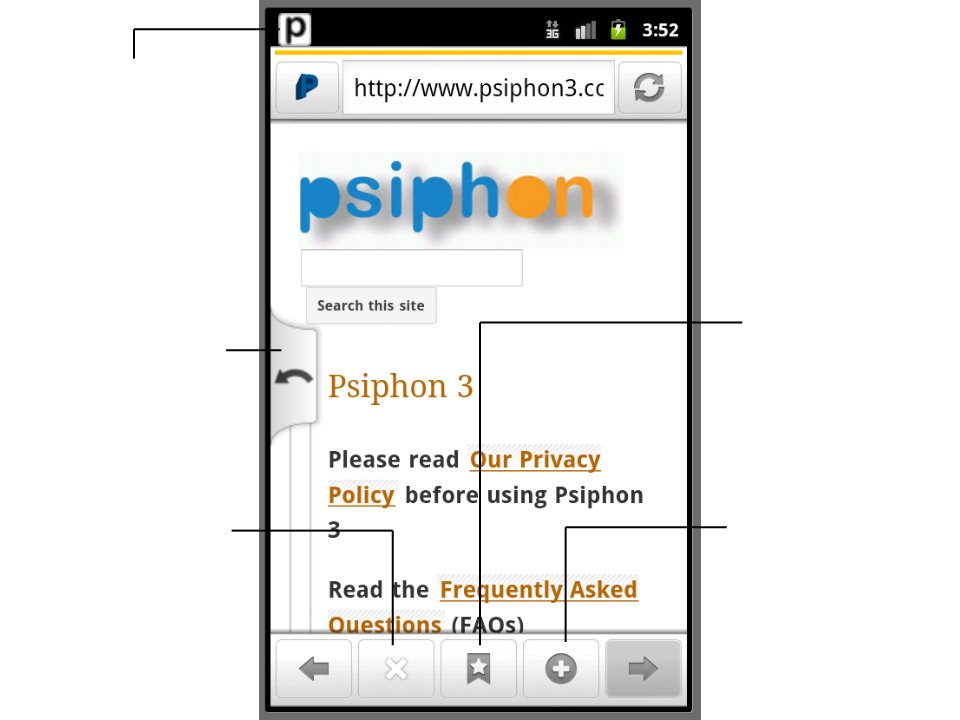 p
3G
3:52
P
http://www.psiphon3.cc
psiphon
Search this site
Psiphon 3
Please read Our Privacy
Policy before using Psiphon
3
Read the Frequently Asked
Questions (FAQs)